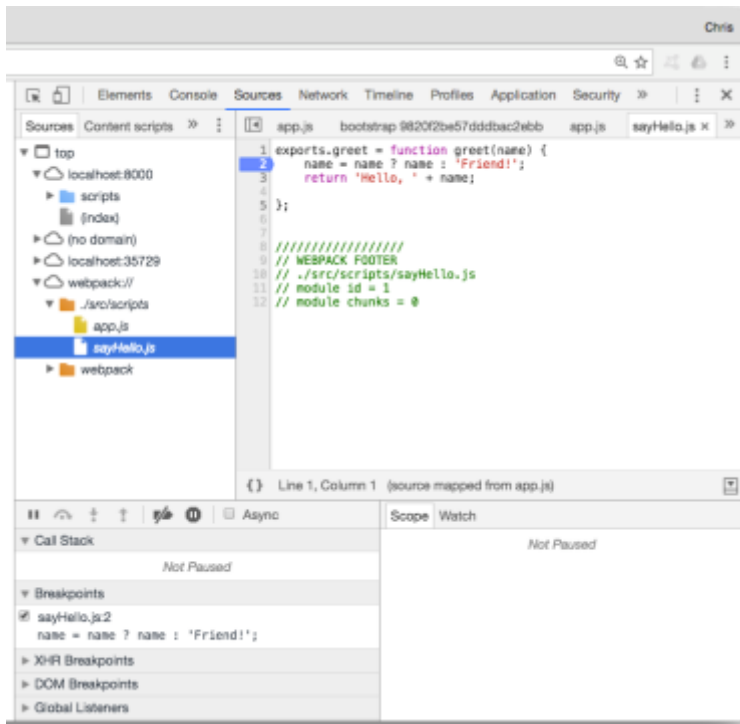 Chris
Elements Console Sources Network Timeline Profiles Application Security »
Sources Content scripts »
app.js bootstrap 9820f2be57dddbac2ebb app.js sayHello.js × »
top
localhost:8000
scripts
(index)
(no domain)
localhost:35729
webpack://
./src/scripts
app.js
sayHello.js
webpack
1 exports.greet = function greet(name) {
2 name = name ? name : 'Friend!';
3 return 'Hello, ' + name;
4
5 };
6
7
8 //////////////////
9 // WEBPACK FOOTER
10 // ./src/scripts/sayHello.js
11 // module id = 1
12 // module chunks = 0
{} Line 1, Column 1 (source mapped from app.js)
Async
Call Stack
Not Paused
Breakpoints
sayHello.js:2
name = name ? name : 'Friend!';
XHR Breakpoints
DOM Breakpoints
Global Listeners
Scope Watch
Not Paused